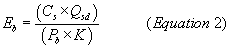 E_b = (C_s × Q_sd) / (P_b × K) (Equation 2)